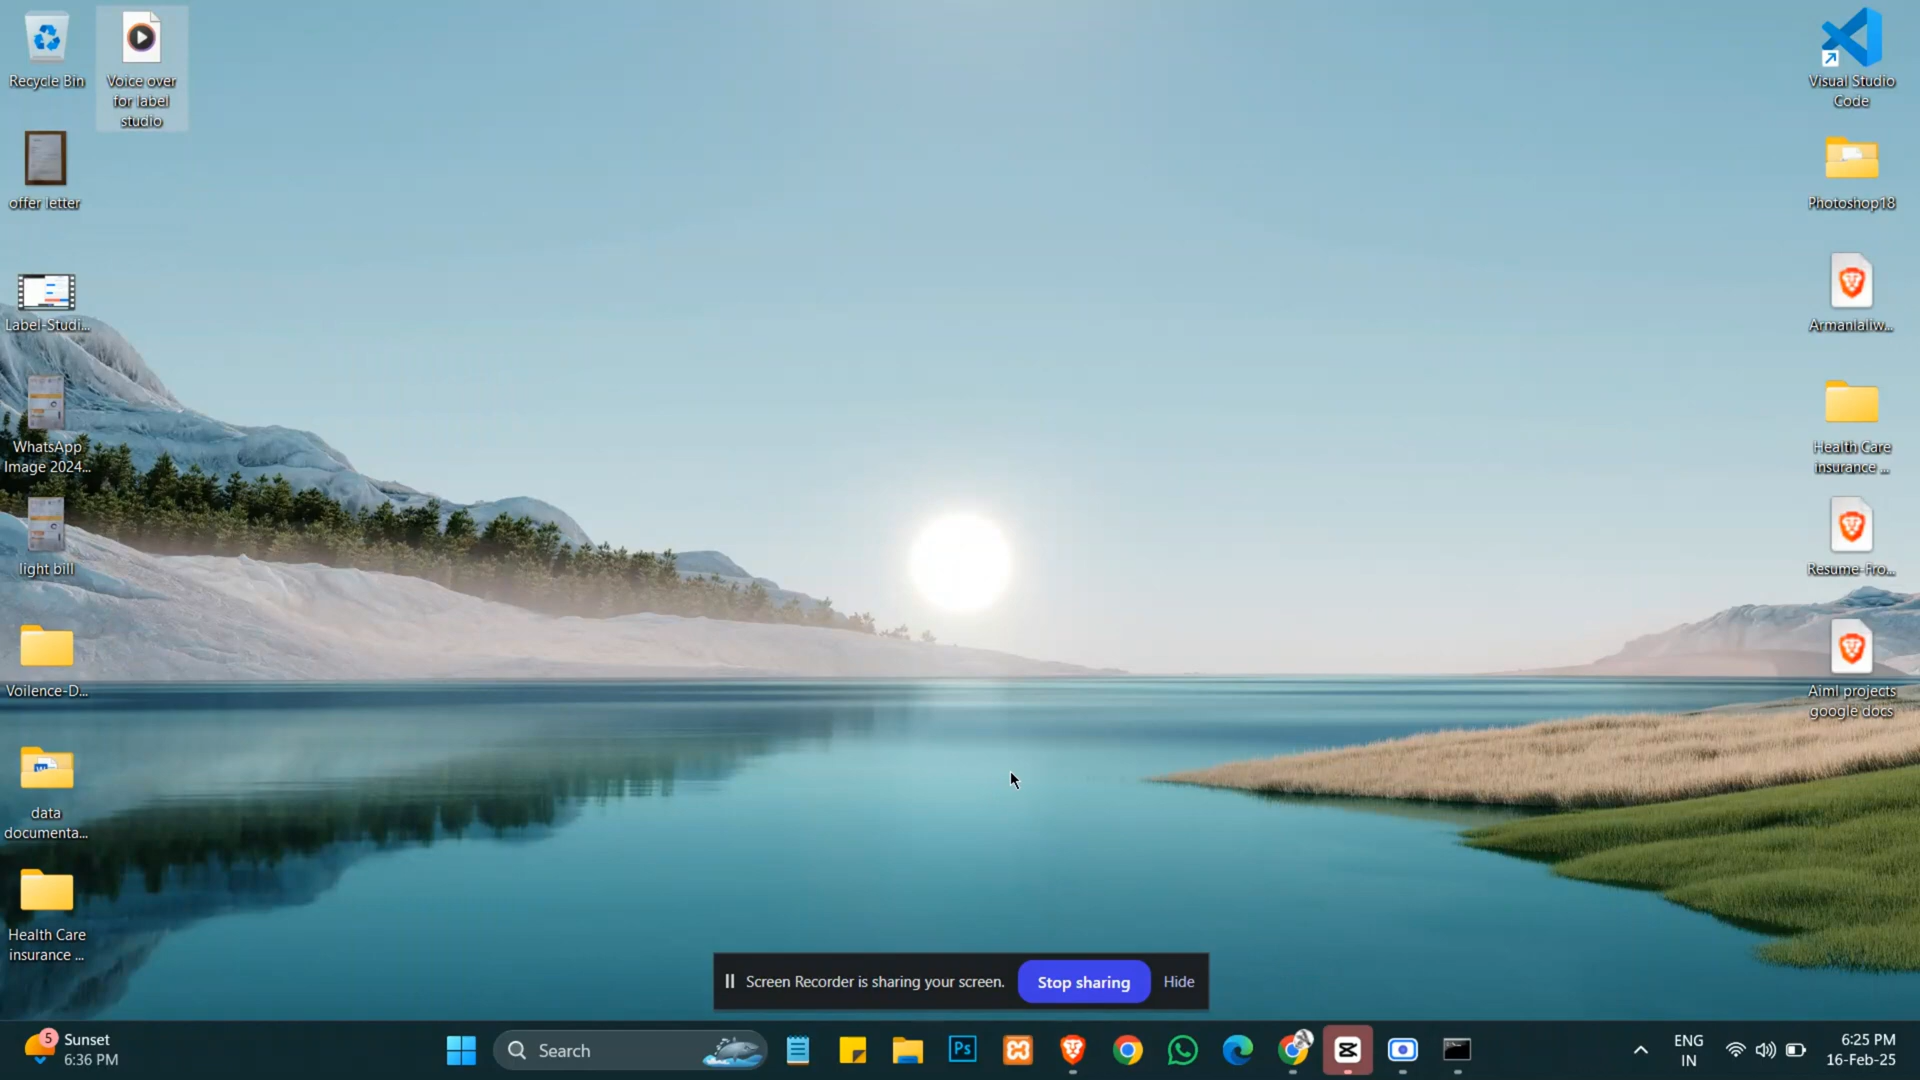 Recycle Bin
Voice over
for label
studio
offer letter
Label-Studi...
WhatsApp
Image 2024...
light bill
Voilence-D...
data
documenta...
Health Care
insurance ...
Visual Studio
Code
Photoshop18
Armanlaliw...
Health Care
insurance ...
Resume-Fro...
Aiml projects
google docs
Screen Recorder is sharing your screen.
Stop sharing
Hide
5
Sunset
6:36 PM
Search
Ps
ENG
IN
6:25 PM
16-Feb-25